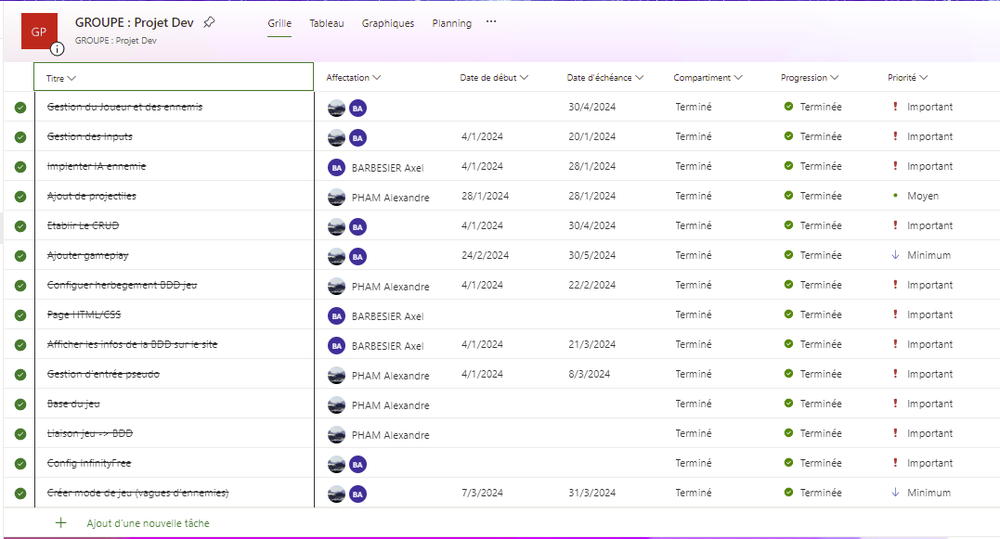 GP
GROUPE : Projet Dev
GROUPE : Projet Dev
Grille Tableau Graphiques Planning ...
Titre Affectation Date de début Date d'échéance Compartiment Progression Priorité
Gestion du Joueur et des ennemis BA 30/4/2024 Terminé Terminée Important
Gestion des Inputs BA 4/1/2024 20/1/2024 Terminé Terminée Important
Implenter IA ennemie BA BARBESIER Axel 4/1/2024 28/1/2024 Terminé Terminée Important
Ajout de projectiles PHAM Alexandre 28/1/2024 28/1/2024 Terminé Terminée Moyen
Etablir Le CRUD BA 4/1/2024 30/4/2024 Terminé Terminée Important
Ajouter gameplay BA 24/2/2024 30/5/2024 Terminé Terminée Minimum
Configuer herbegement BDD jeu PHAM Alexandre 4/1/2024 22/2/2024 Terminé Terminée Important
Page HTML/CSS BA BARBESIER Axel Terminé Terminée Important
Afficher les infos de la BDD sur le site BA BARBESIER Axel 4/1/2024 21/3/2024 Terminé Terminée Important
Gestion d'entrée pseudo PHAM Alexandre 4/1/2024 8/3/2024 Terminé Terminée Important
Base du jeu PHAM Alexandre Terminé Terminée Important
Liaison jeu -> BDD PHAM Alexandre Terminé Terminée Important
Config InfinityFree BA Terminé Terminée Important
Créer mode de jeu (vagues d'ennemies) BA 7/3/2024 31/3/2024 Terminé Terminée Minimum
Ajout d'une nouvelle tâche